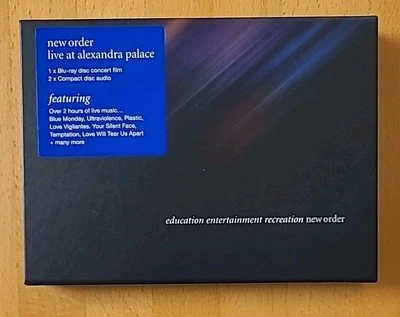 new order
live at alexandra palace
1 x Blu-ray disc concert film
2 x Compact disc audio
featuring
Over 2 hours of live music...
Blue Monday, Ultraviolence, Plastic,
Love Vigilantes, Your Silent Face,
Temptation, Love Will Tear Us Apart
+ many more
education entertainment recreation new order